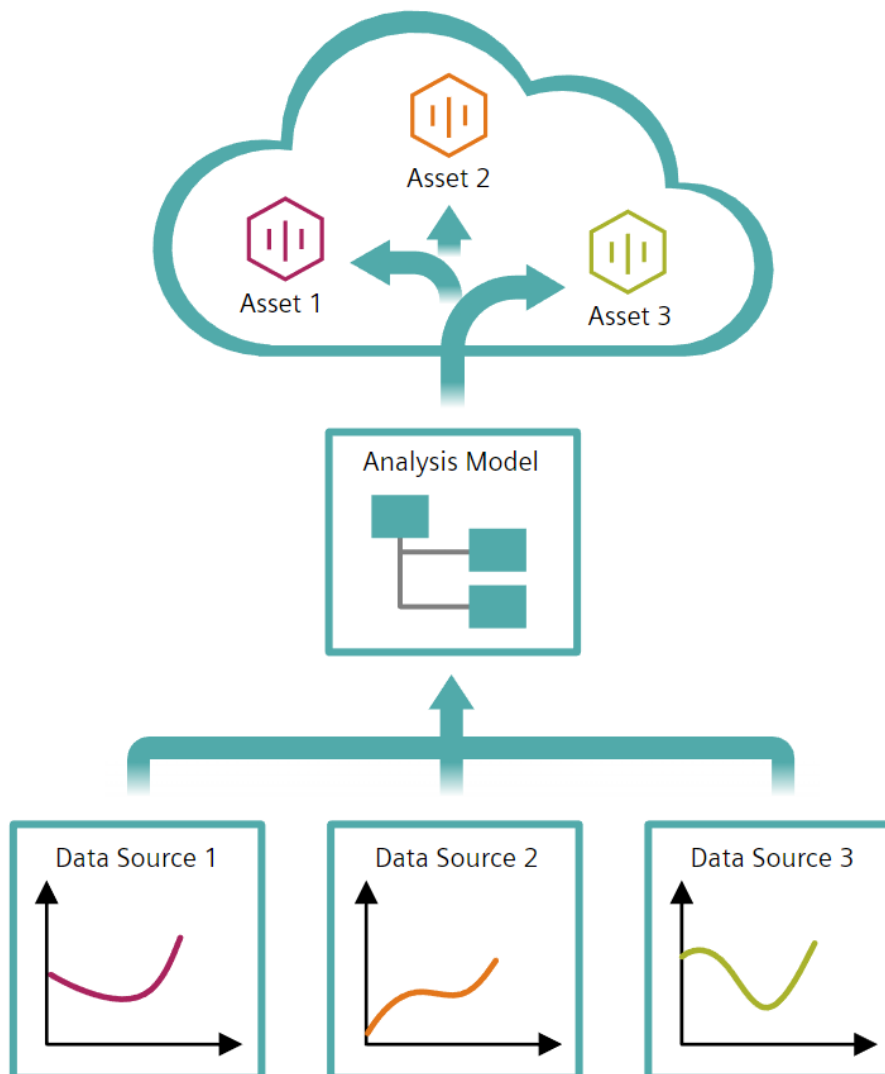 Asset 2
Asset 1
Asset 3
Analysis Model
Data Source 1
Data Source 2
Data Source 3